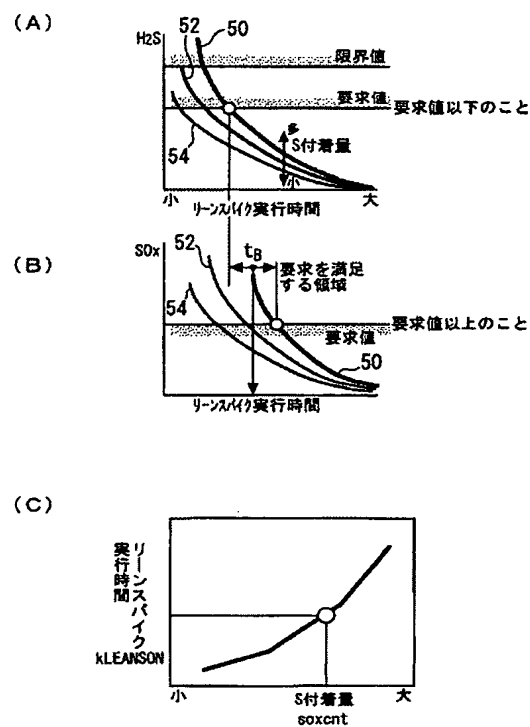 (A)
52
50
H2S
限界値
要求値
要求値以下のこと
多
S付着量
小
54
小
リーンスパイク実行時間
大
(B)
SOx
52
tB
要求を満足
する領域
54
要求値以上のこと
要求値
50
リーンスパイク実行時間
(C)
リーンスパイク
実行時間
kLEANSON
小
S付着量
大
soxcnt